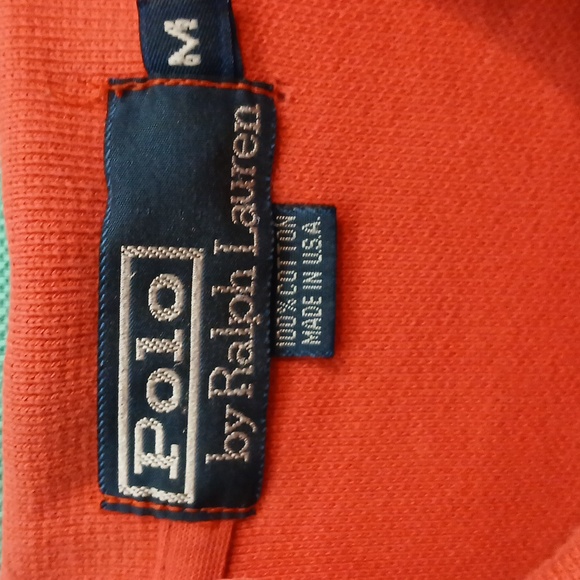 M
Polo
by Ralph Lauren
100% COTTON
MADE IN U.S.A.